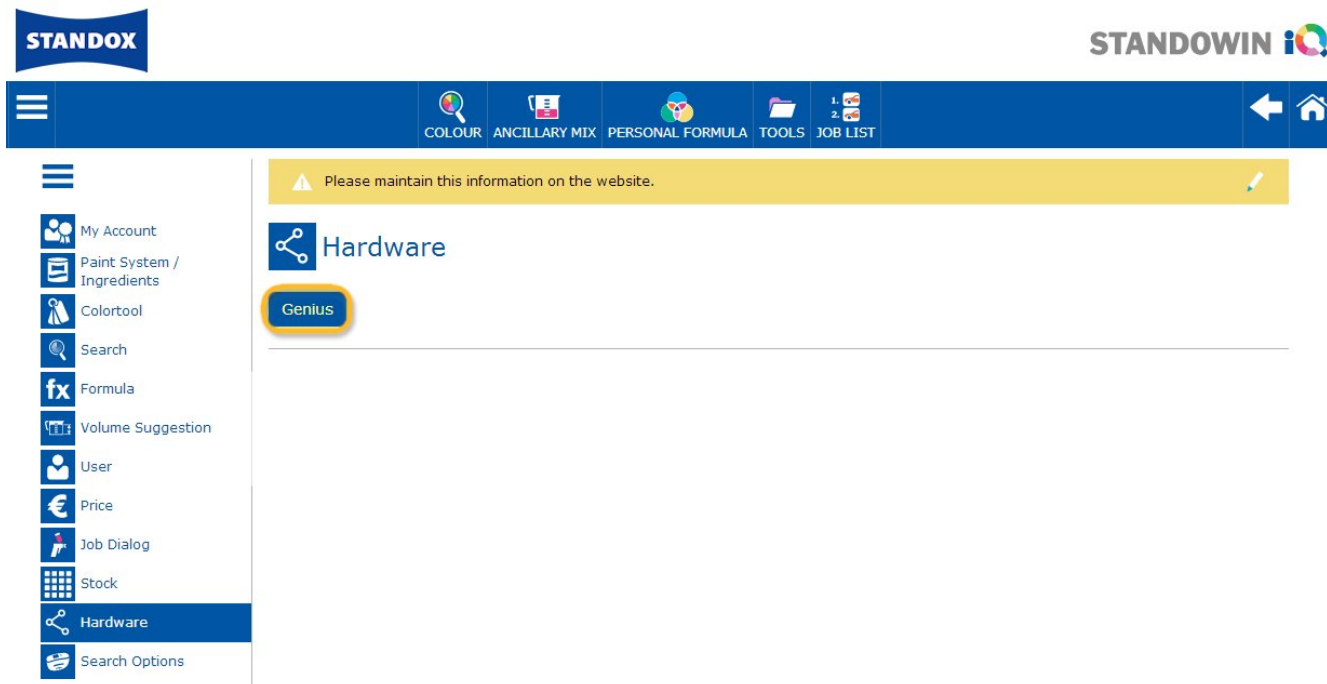 STANDOX
STANDOWIN iQ
COLOUR
ANCILLARY MIX
PERSONAL FORMULA
TOOLS
1.
2.
JOB LIST
Please maintain this information on the website.
My Account
Paint System /
Ingredients
Colortool
Search
fx Formula
Volume Suggestion
User
€ Price
Job Dialog
Stock
Hardware
Search Options
Hardware
Genius